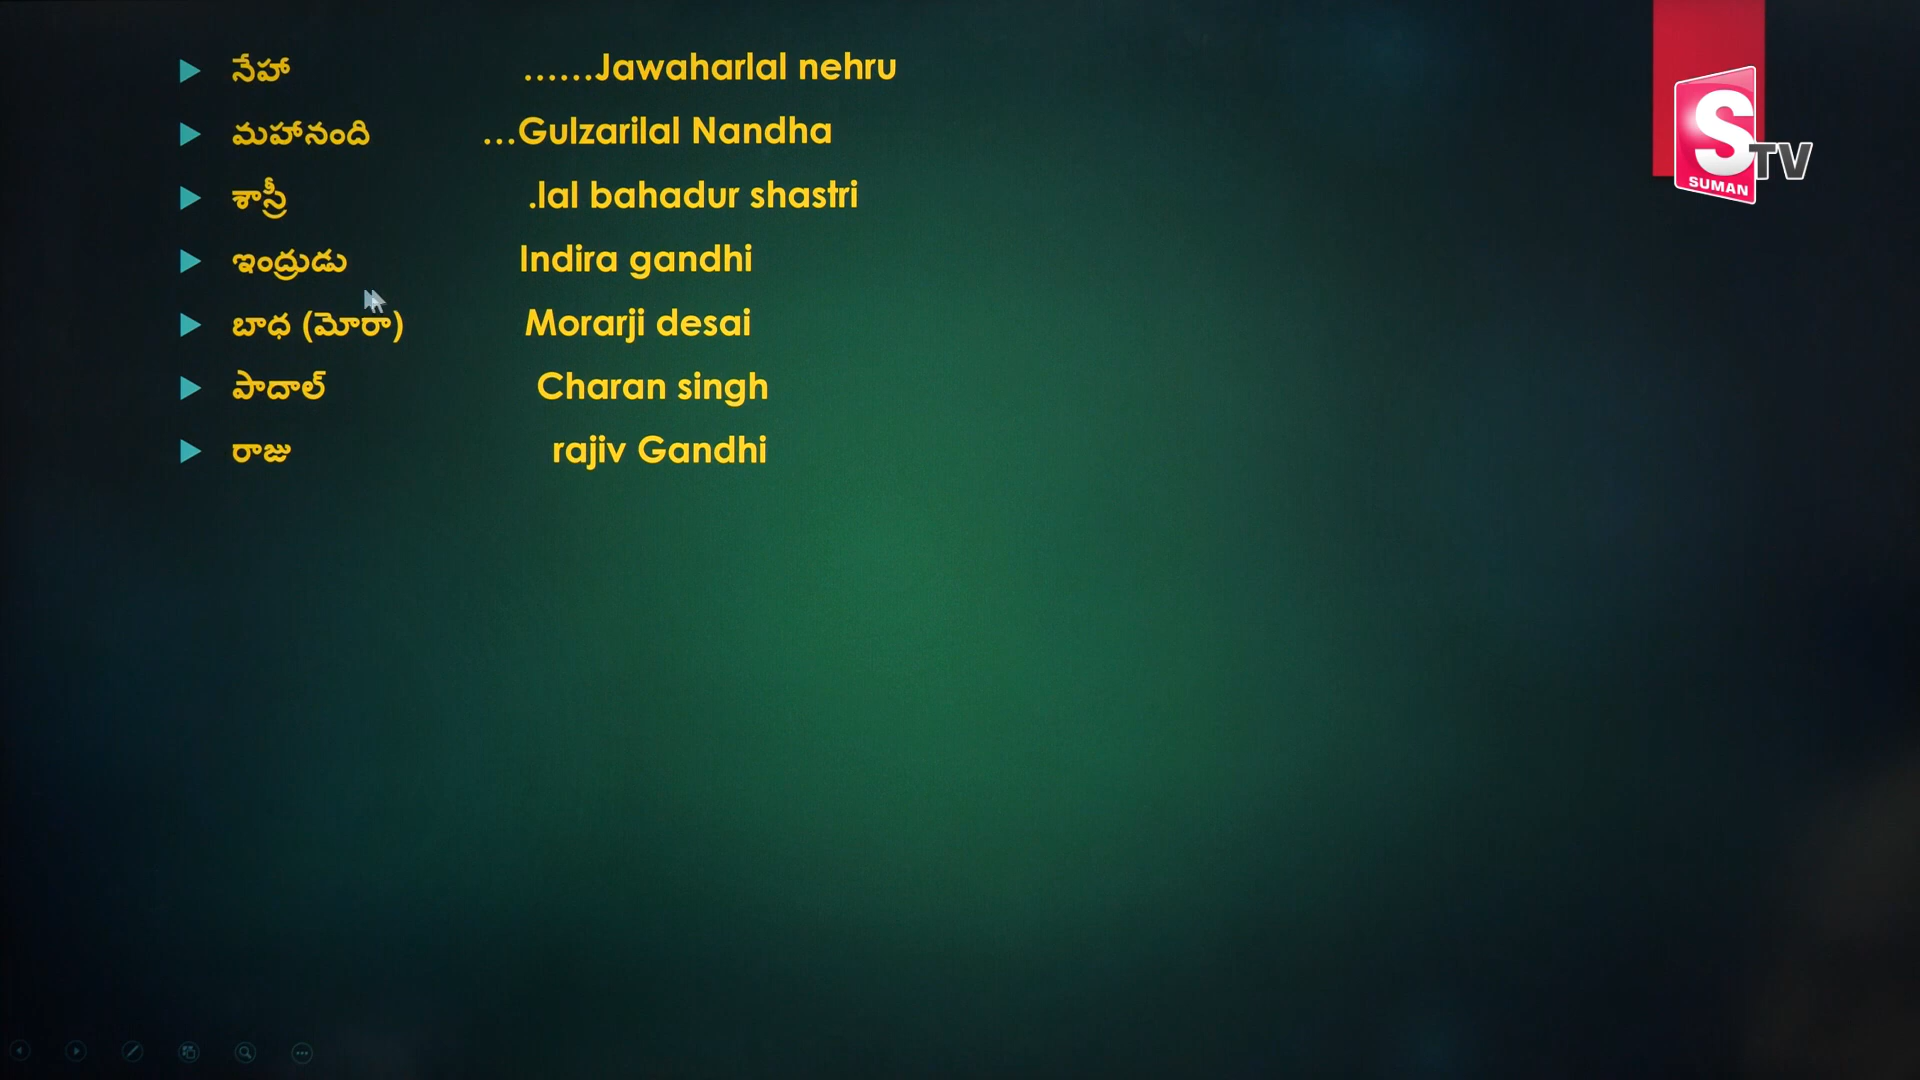 నేహా ......Jawaharlal nehru
మహానంది ...Gulzarilal Nandha
శాస్త్రీ .lal bahadur shastri
ఇంద్రుడు Indira gandhi
బాధ (మోరా) Morarji desai
పాదాల్ Charan singh
రాజు rajiv Gandhi
S TV
SUMAN